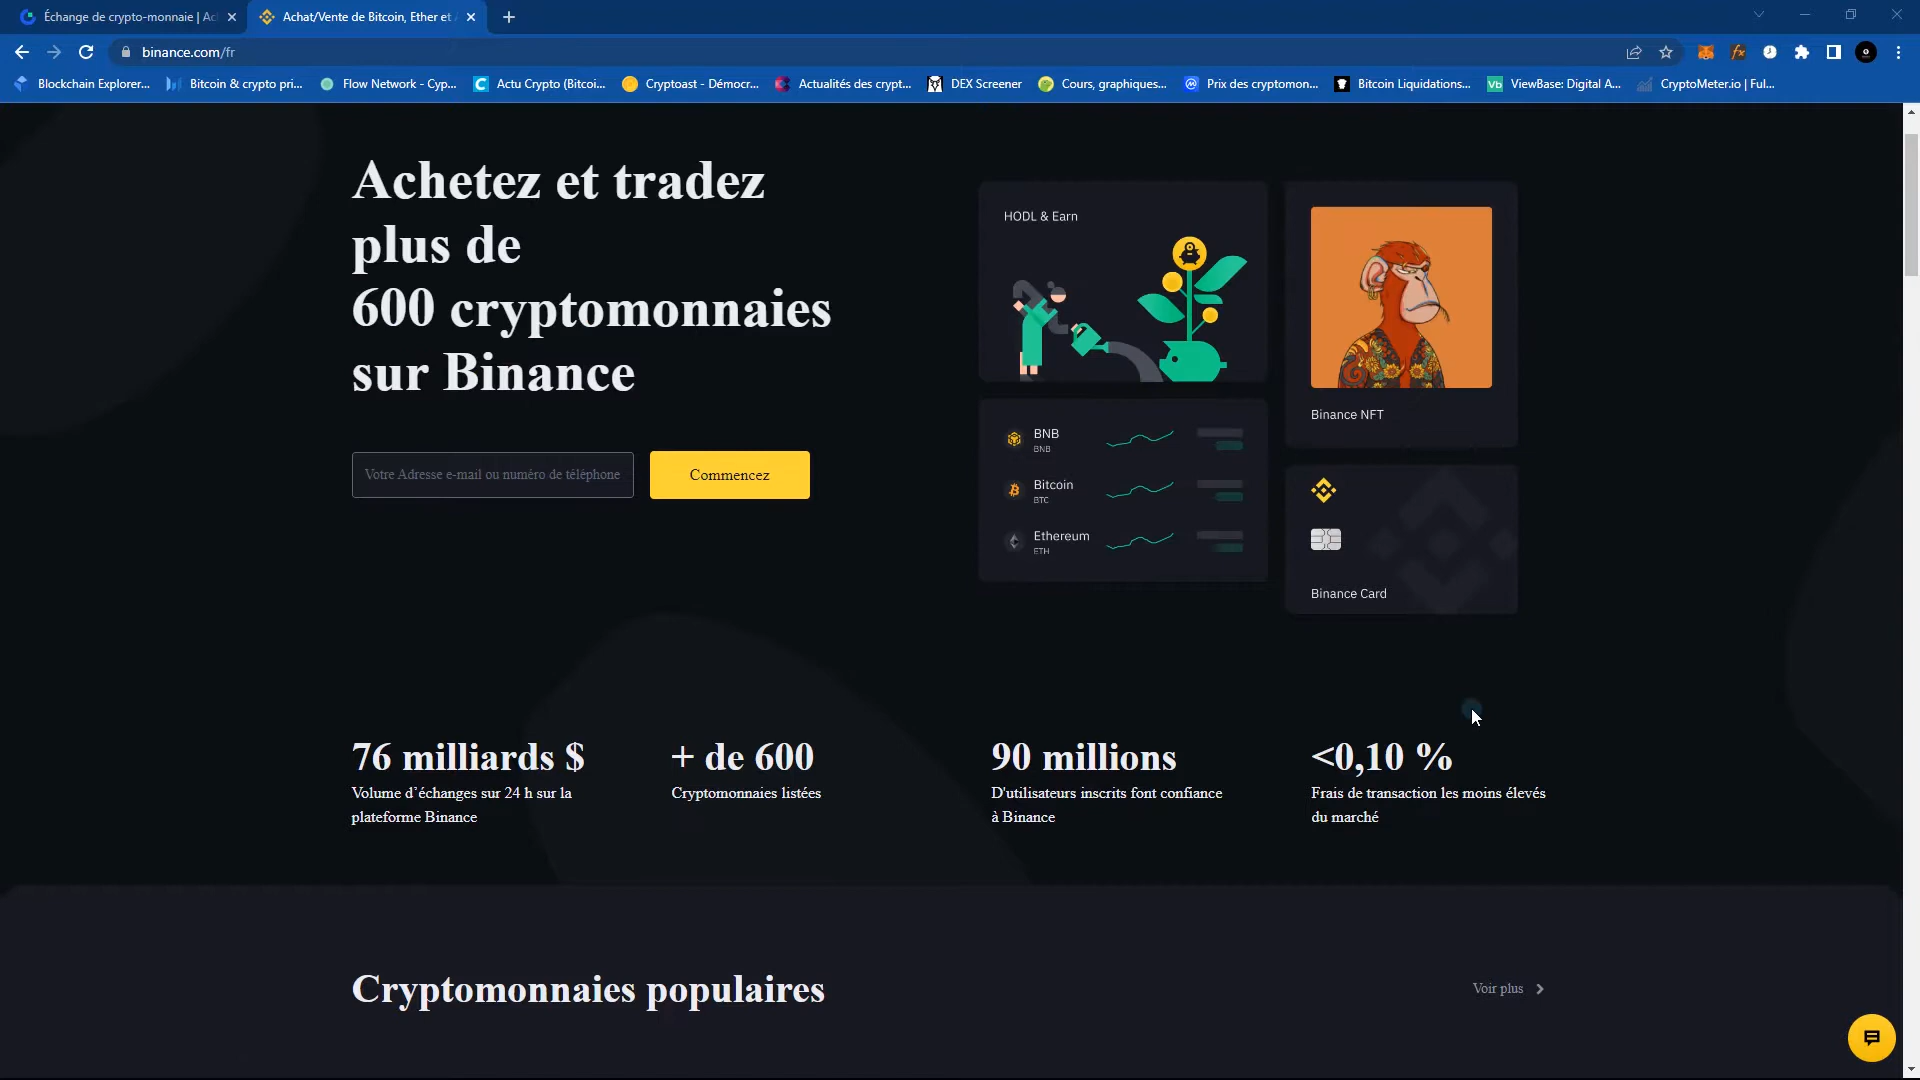 Échange de crypto-monnaie | Ac
Achat/Vente de Bitcoin, Ether et
binance.com/fr
Blockchain Explorer...
Bitcoin & crypto pri...
Flow Network - Cyp...
Actu Crypto (Bitcoi...
Cryptoast - Démocr...
Actualités des crypt...
DEX Screener
Cours, graphiques...
Prix des cryptomon...
Bitcoin Liquidations...
Vb
ViewBase: Digital A...
CryptoMeter.io | Ful...
Achetez et tradez
plus de
600 cryptomonnaies
sur Binance
Votre Adresse e-mail ou numéro de téléphone
Commencez
HODL & Earn
BNB
BNB
Bitcoin
BTC
Ethereum
ETH
Binance NFT
Binance Card
76 milliards $
Volume d’échanges sur 24 h sur la
plateforme Binance
+ de 600
Cryptomonnaies listées
90 millions
D'utilisateurs inscrits font confiance
à Binance
<0,10 %
Frais de transaction les moins élevés
du marché
Cryptomonnaies populaires
Voir plus